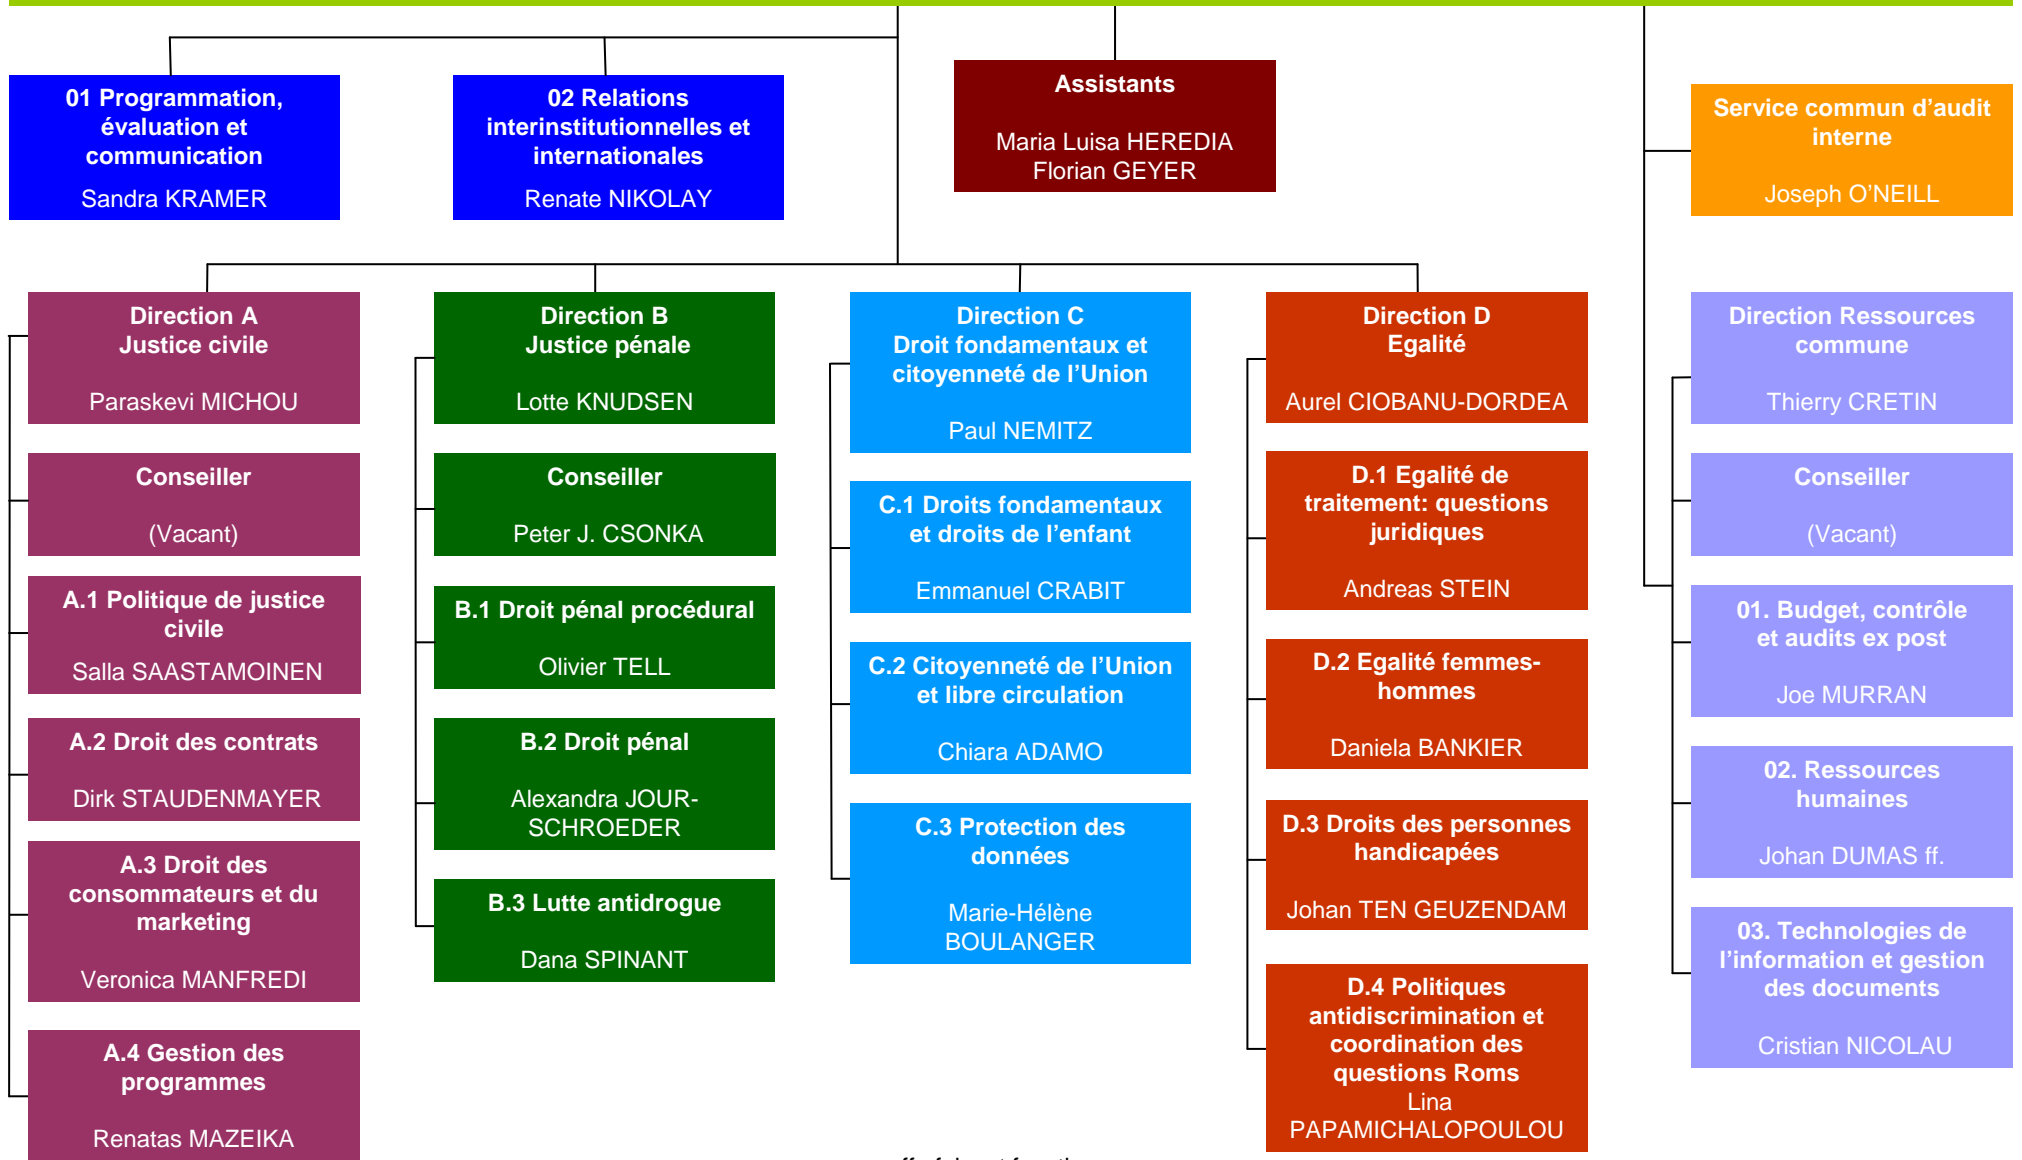 01 Programmation,
évaluation et
communication
Sandra KRAMER
02 Relations
interinstitutionnelles et
internationales
Renate NIKOLAY
Assistants
Maria Luisa HEREDIA
Florian GEYER
Service commun d'audit
interne
Joseph O'NEILL
Direction A
Justice civile
Paraskevi MICHOU
Conseiller
(Vacant)
A.1 Politique de justice
civile
Salla SAASTAMOINEN
A.2 Droit des contrats
Dirk STAUDENMAYER
A.3 Droit des
consommateurs et du
marketing
Veronica MANFREDI
A.4 Gestion des
programmes
Renatas MAZEIKA
Direction B
Justice pénale
Lotte KNUDSEN
Conseiller
Peter J. CSONKA
B.1 Droit pénal procédural
Olivier TELL
B.2 Droit pénal
Alexandra JOUR-
SCHROEDER
B.3 Lutte antidrogue
Dana SPINANT
Direction C
Droit fondamentaux et
citoyenneté de l'Union
Paul NEMITZ
C.1 Droits fondamentaux
et droits de l'enfant
Emmanuel CRABIT
C.2 Citoyenneté de l'Union
et libre circulation
Chiara ADAMO
C.3 Protection des
données
Marie-Hélène
BOULANGER
Direction D
Egalité
Aurel CIOBANU-DORDEA
D.1 Egalité de
traitement: questions
juridiques
Andreas STEIN
D.2 Egalité femmes-
hommes
Daniela BANKIER
D.3 Droits des personnes
handicapées
Johan TEN GEUZENDAM
D.4 Politiques
antidiscrimination et
coordination des
questions Roms
Lina
PAPAMICHALOPOULOU
Direction Ressources
commune
Thierry CRETIN
Conseiller
(Vacant)
01. Budget, contrôle
et audits ex post
Joe MURRAN
02. Ressources
humaines
Johan DUMAS ff.
03. Technologies de
l'information et gestion
des documents
Cristian NICOLAU